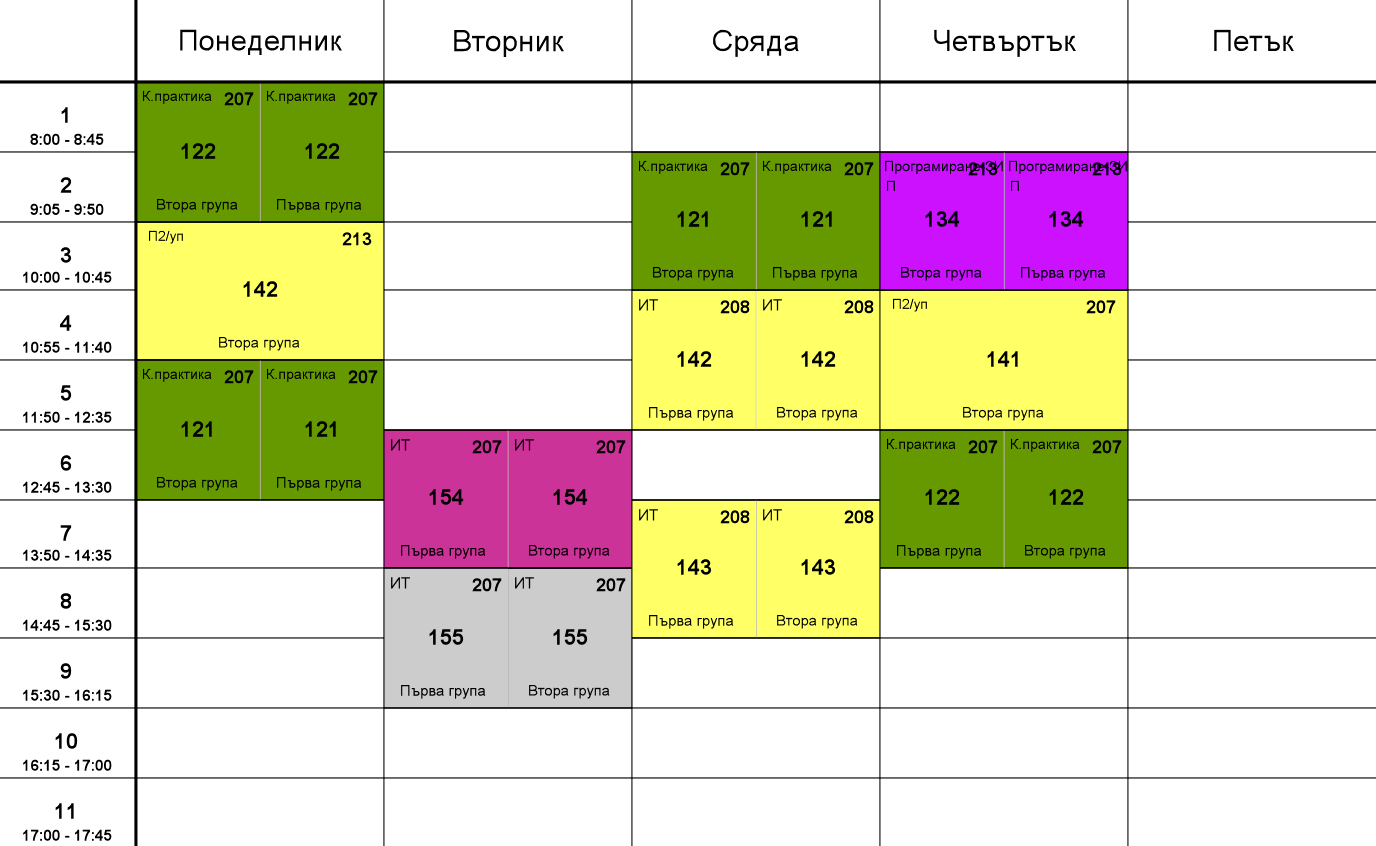 Понеделник Вторник Сряда Четвъртък Петък
1
8:00 - 8:45
К.практика 207 К.практика 207
122 122
Втора група Първа група
2
9:05 - 9:50
К.практика 207 К.практика 207 Програмиране/ЗИП 213 Програмиране/ЗИП 213
121 121 134 134
Втора група Първа група Втора група Първа група
3
10:00 - 10:45
П2/уп 213
142
Втора група
4
10:55 - 11:40
ИТ 208 ИТ 208 П2/уп 207
142 142 141
Първа група Втора група Втора група
5
11:50 - 12:35
К.практика 207 К.практика 207
121 121
Втора група Първа група
6
12:45 - 13:30
ИТ 207 ИТ 207 К.практика 207 К.практика 207
154 154 122 122
Първа група Втора група Първа група Втора група
7
13:50 - 14:35
ИТ 208 ИТ 208
143 143
Първа група Втора група
8
14:45 - 15:30
ИТ 207 ИТ 207
155 155
Първа група Втора група
9
15:30 - 16:15
10
16:15 - 17:00
11
17:00 - 17:45